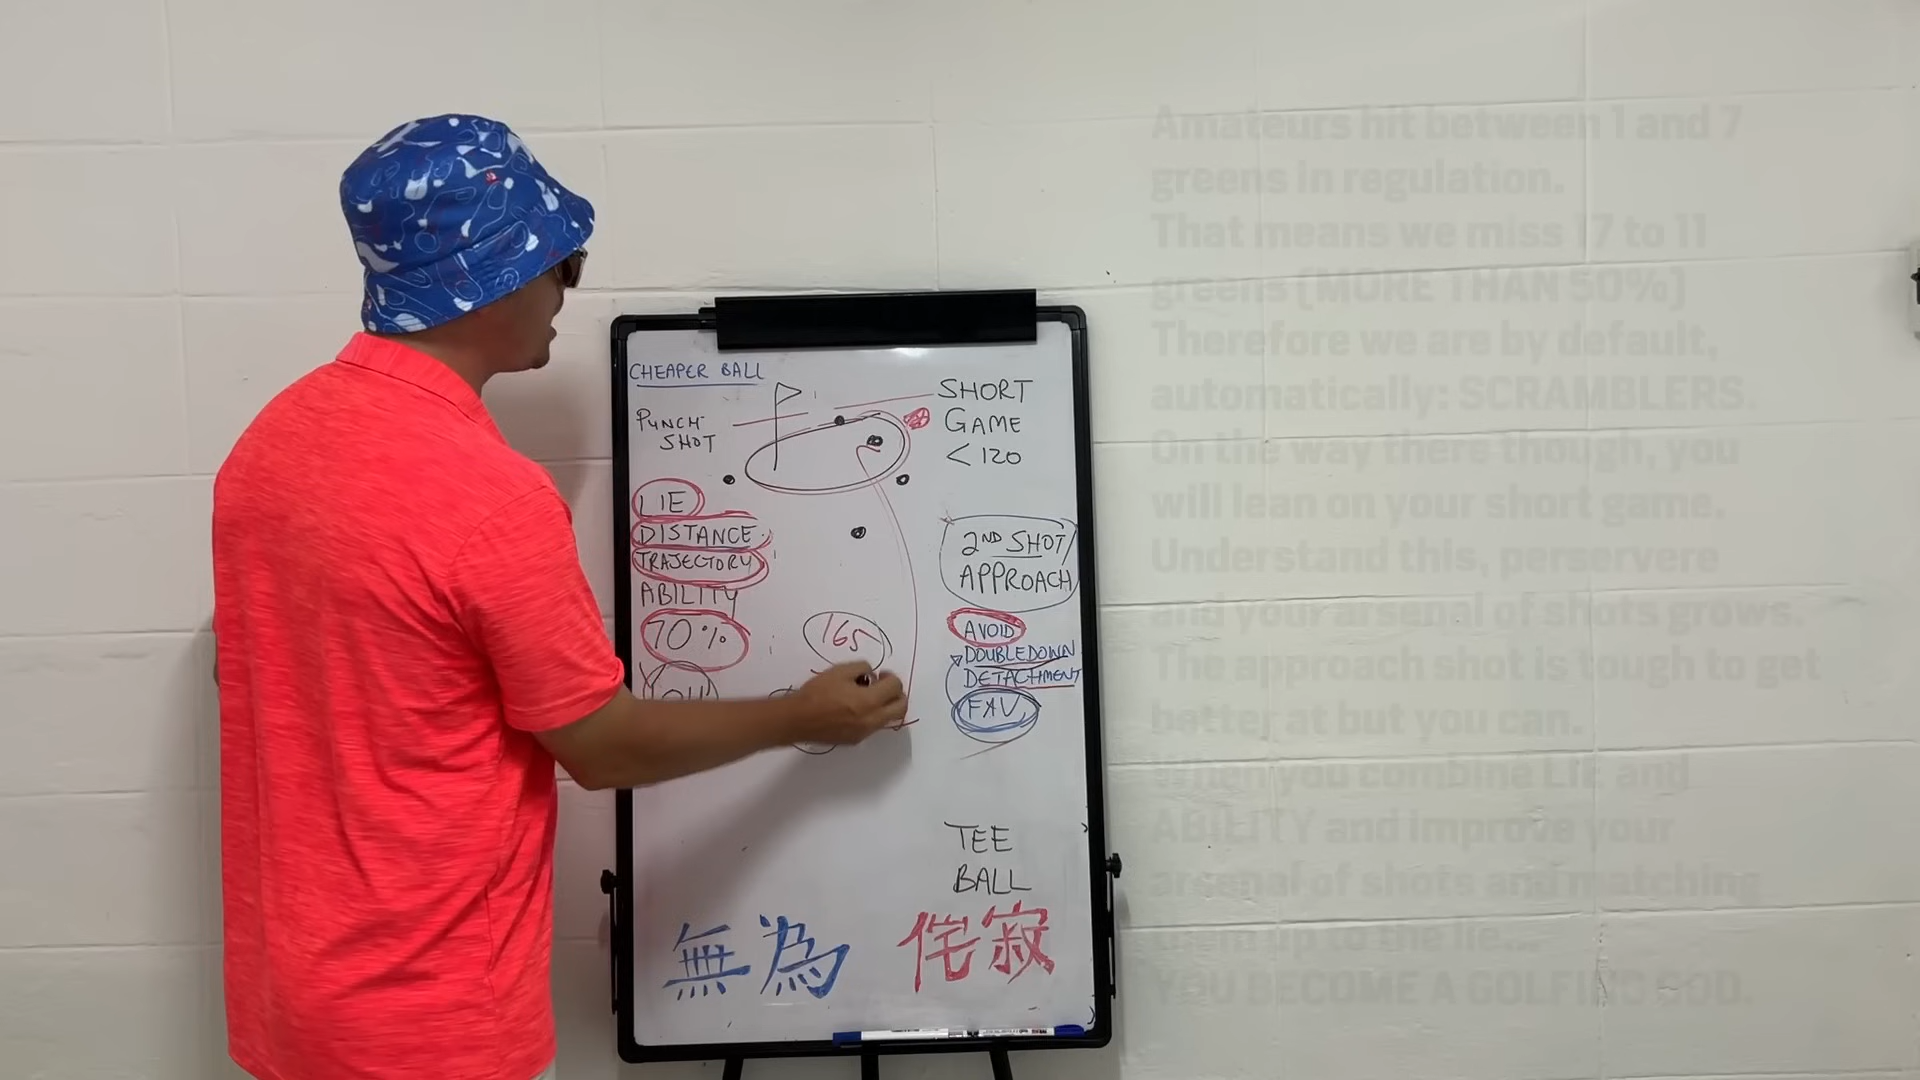 CHEAPER BALL
PUNCH
SHOT
LIE
DISTANCE
TRAJECTORY
ABILITY
70%
165
SHORT
GAME
< 120
2ND SHOT
APPROACH
AVOID
DOUBLEDOWN
DETACHMENT
FAV
TEE
BALL
無為 侘寂
Amateurs hit between 1 and 7
greens in regulation.
That means we miss 17 to 11
greens (MORE THAN 50%)
Therefore we are by default,
automatically: SCRAMBLERS.
On the way there though, you
will lean on your short game.
Understand this, perservere
and your arsenal of shots grows.
The approach shot is tough to get
better at but you can.
When you combine LIE and
ABILITY and improve your
arsenal of shots and matching
them up to the lie...
YOU BECOME A GOLFING GOD.